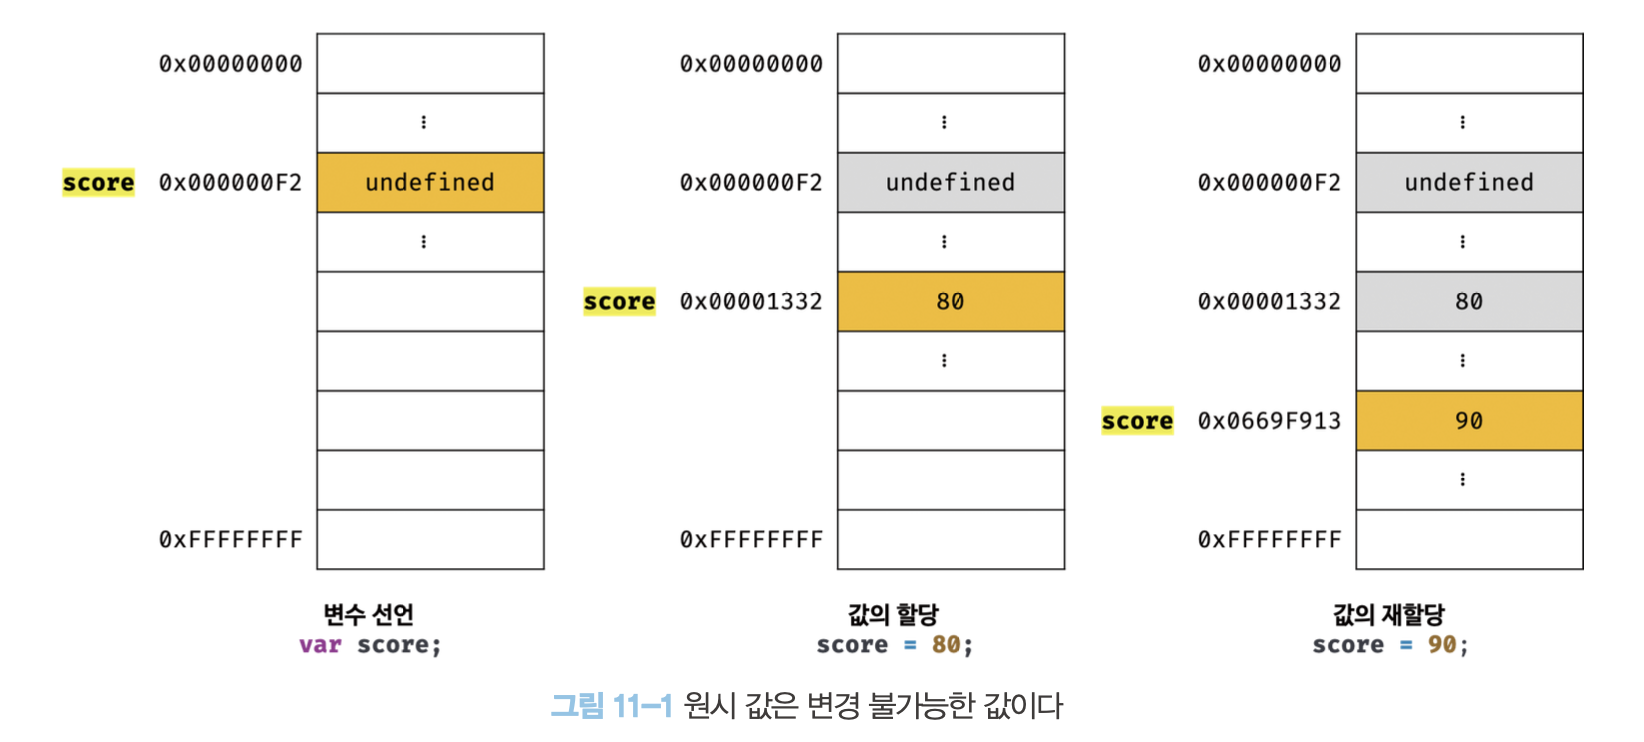 0x00000000
⋮
score 0x000000F2 undefined
⋮
0xFFFFFFFF
변수 선언
var score;
0x00000000
⋮
0x000000F2 undefined
⋮
score 0x00001332 80
⋮
0xFFFFFFFF
값의 할당
score = 80;
0x00000000
⋮
0x000000F2 undefined
⋮
0x00001332 80
⋮
score 0x0669F913 90
⋮
0xFFFFFFFF
값의 재할당
score = 90;
그림 11-1 원시 값은 변경 불가능한 값이다